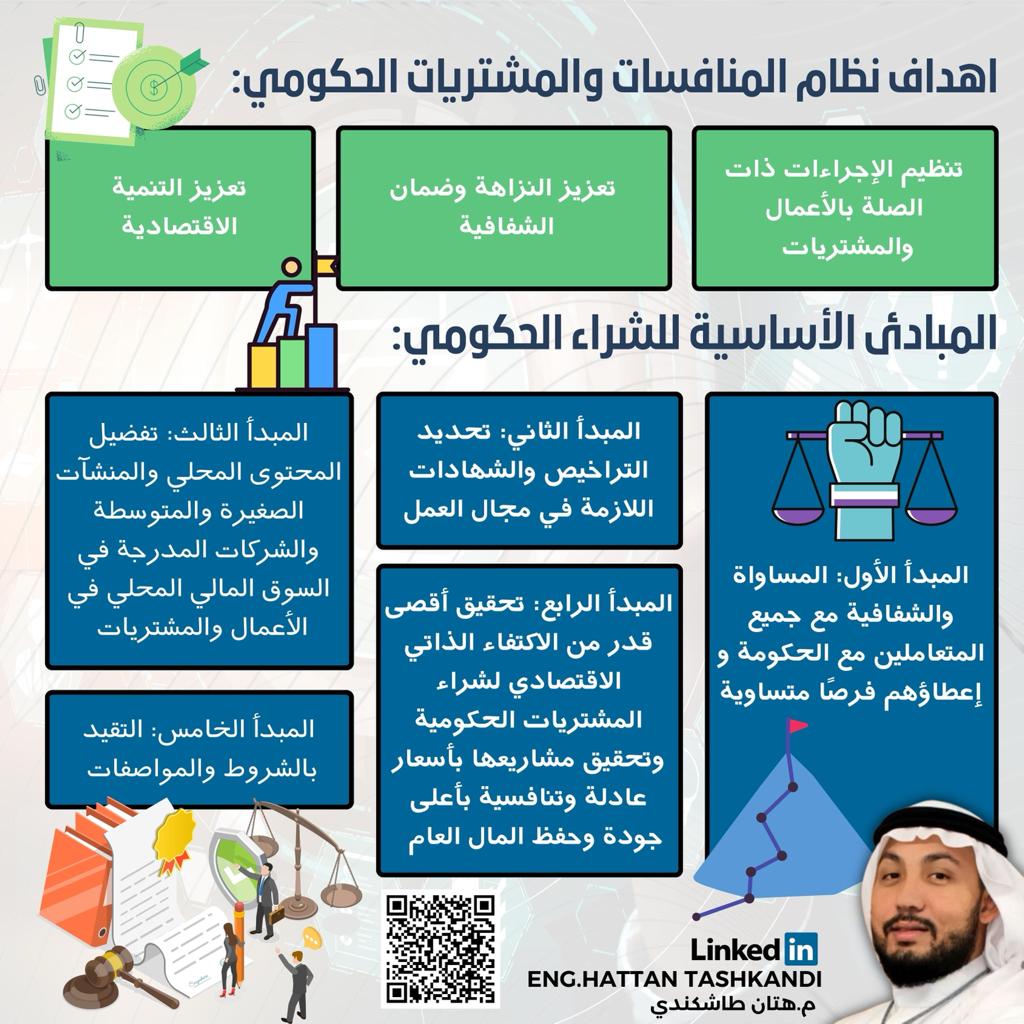 اهداف نظام المنافسات والمشتريات الحكومي:
تنظيم الإجراءات ذات
الصلة بالأعمال
والمشتريات
تعزيز النزاهة وضمان
الشفافية
تعزيز التنمية
الاقتصادية
المبادئ الأساسية للشراء الحكومي:
المبدأ الأول: المساواة
والشفافية مع جميع
المتعاملين مع الحكومة و
إعطاؤهم فرصًا متساوية
المبدأ الثاني: تحديد
التراخيص والشهادات
اللازمة في مجال العمل
المبدأ الثالث: تفضيل
المحتوى المحلي والمنشآت
الصغيرة والمتوسطة
والشركات المدرجة في
السوق المالي المحلي في
الأعمال والمشتريات
المبدأ الرابع: تحقيق أقصى
قدر من الاكتفاء الذاتي
الاقتصادي لشراء
المشتريات الحكومية
وتحقيق مشاريعها بأسعار
عادلة وتنافسية بأعلى
جودة وحفظ المال العام
المبدأ الخامس: التقيد
بالشروط والمواصفات
Linked in
ENG.HATTAN TASHKANDI
م.هتان طاشكندي